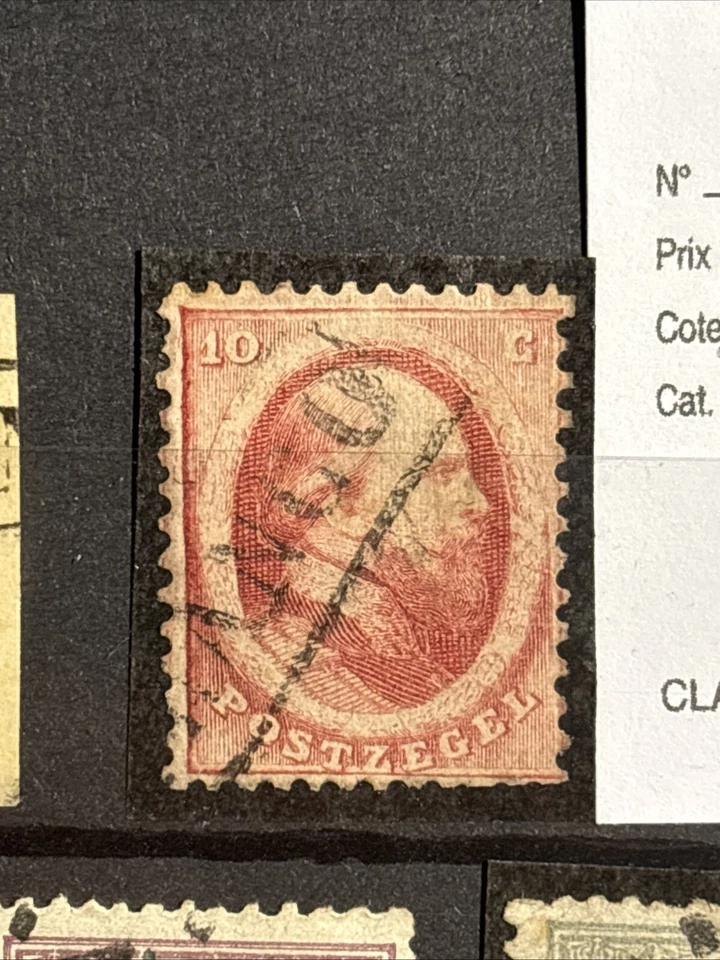 10 C
POSTZEGEL
N°
Prix
Cote
Cat.
CLA